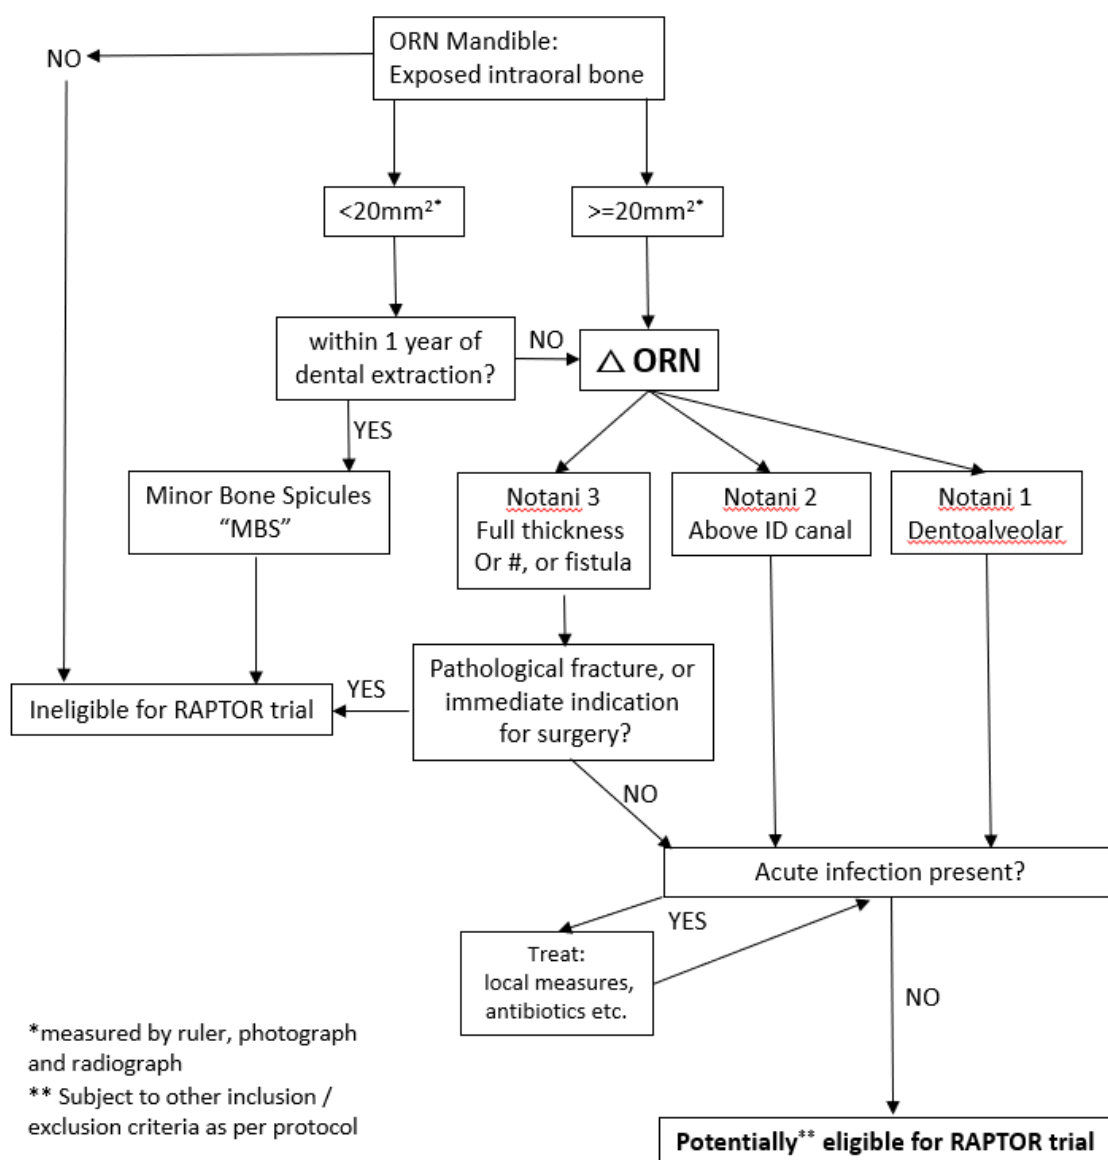 ORN Mandible:
Exposed intraoral bone
NO
<20mm²*
>=20mm²*
within 1 year of
dental extraction?
NO
△ ORN
YES
Minor Bone Spicules
“MBS”
Notani 3
Full thickness
Or #, or fistula
Notani 2
Above ID canal
Notani 1
Dentoalveolar
Pathological fracture, or
immediate indication
for surgery?
YES
Ineligible for RAPTOR trial
NO
Acute infection present?
YES
Treat:
local measures,
antibiotics etc.
NO
*measured by ruler, photograph
and radiograph
** Subject to other inclusion /
exclusion criteria as per protocol
Potentially** eligible for RAPTOR trial